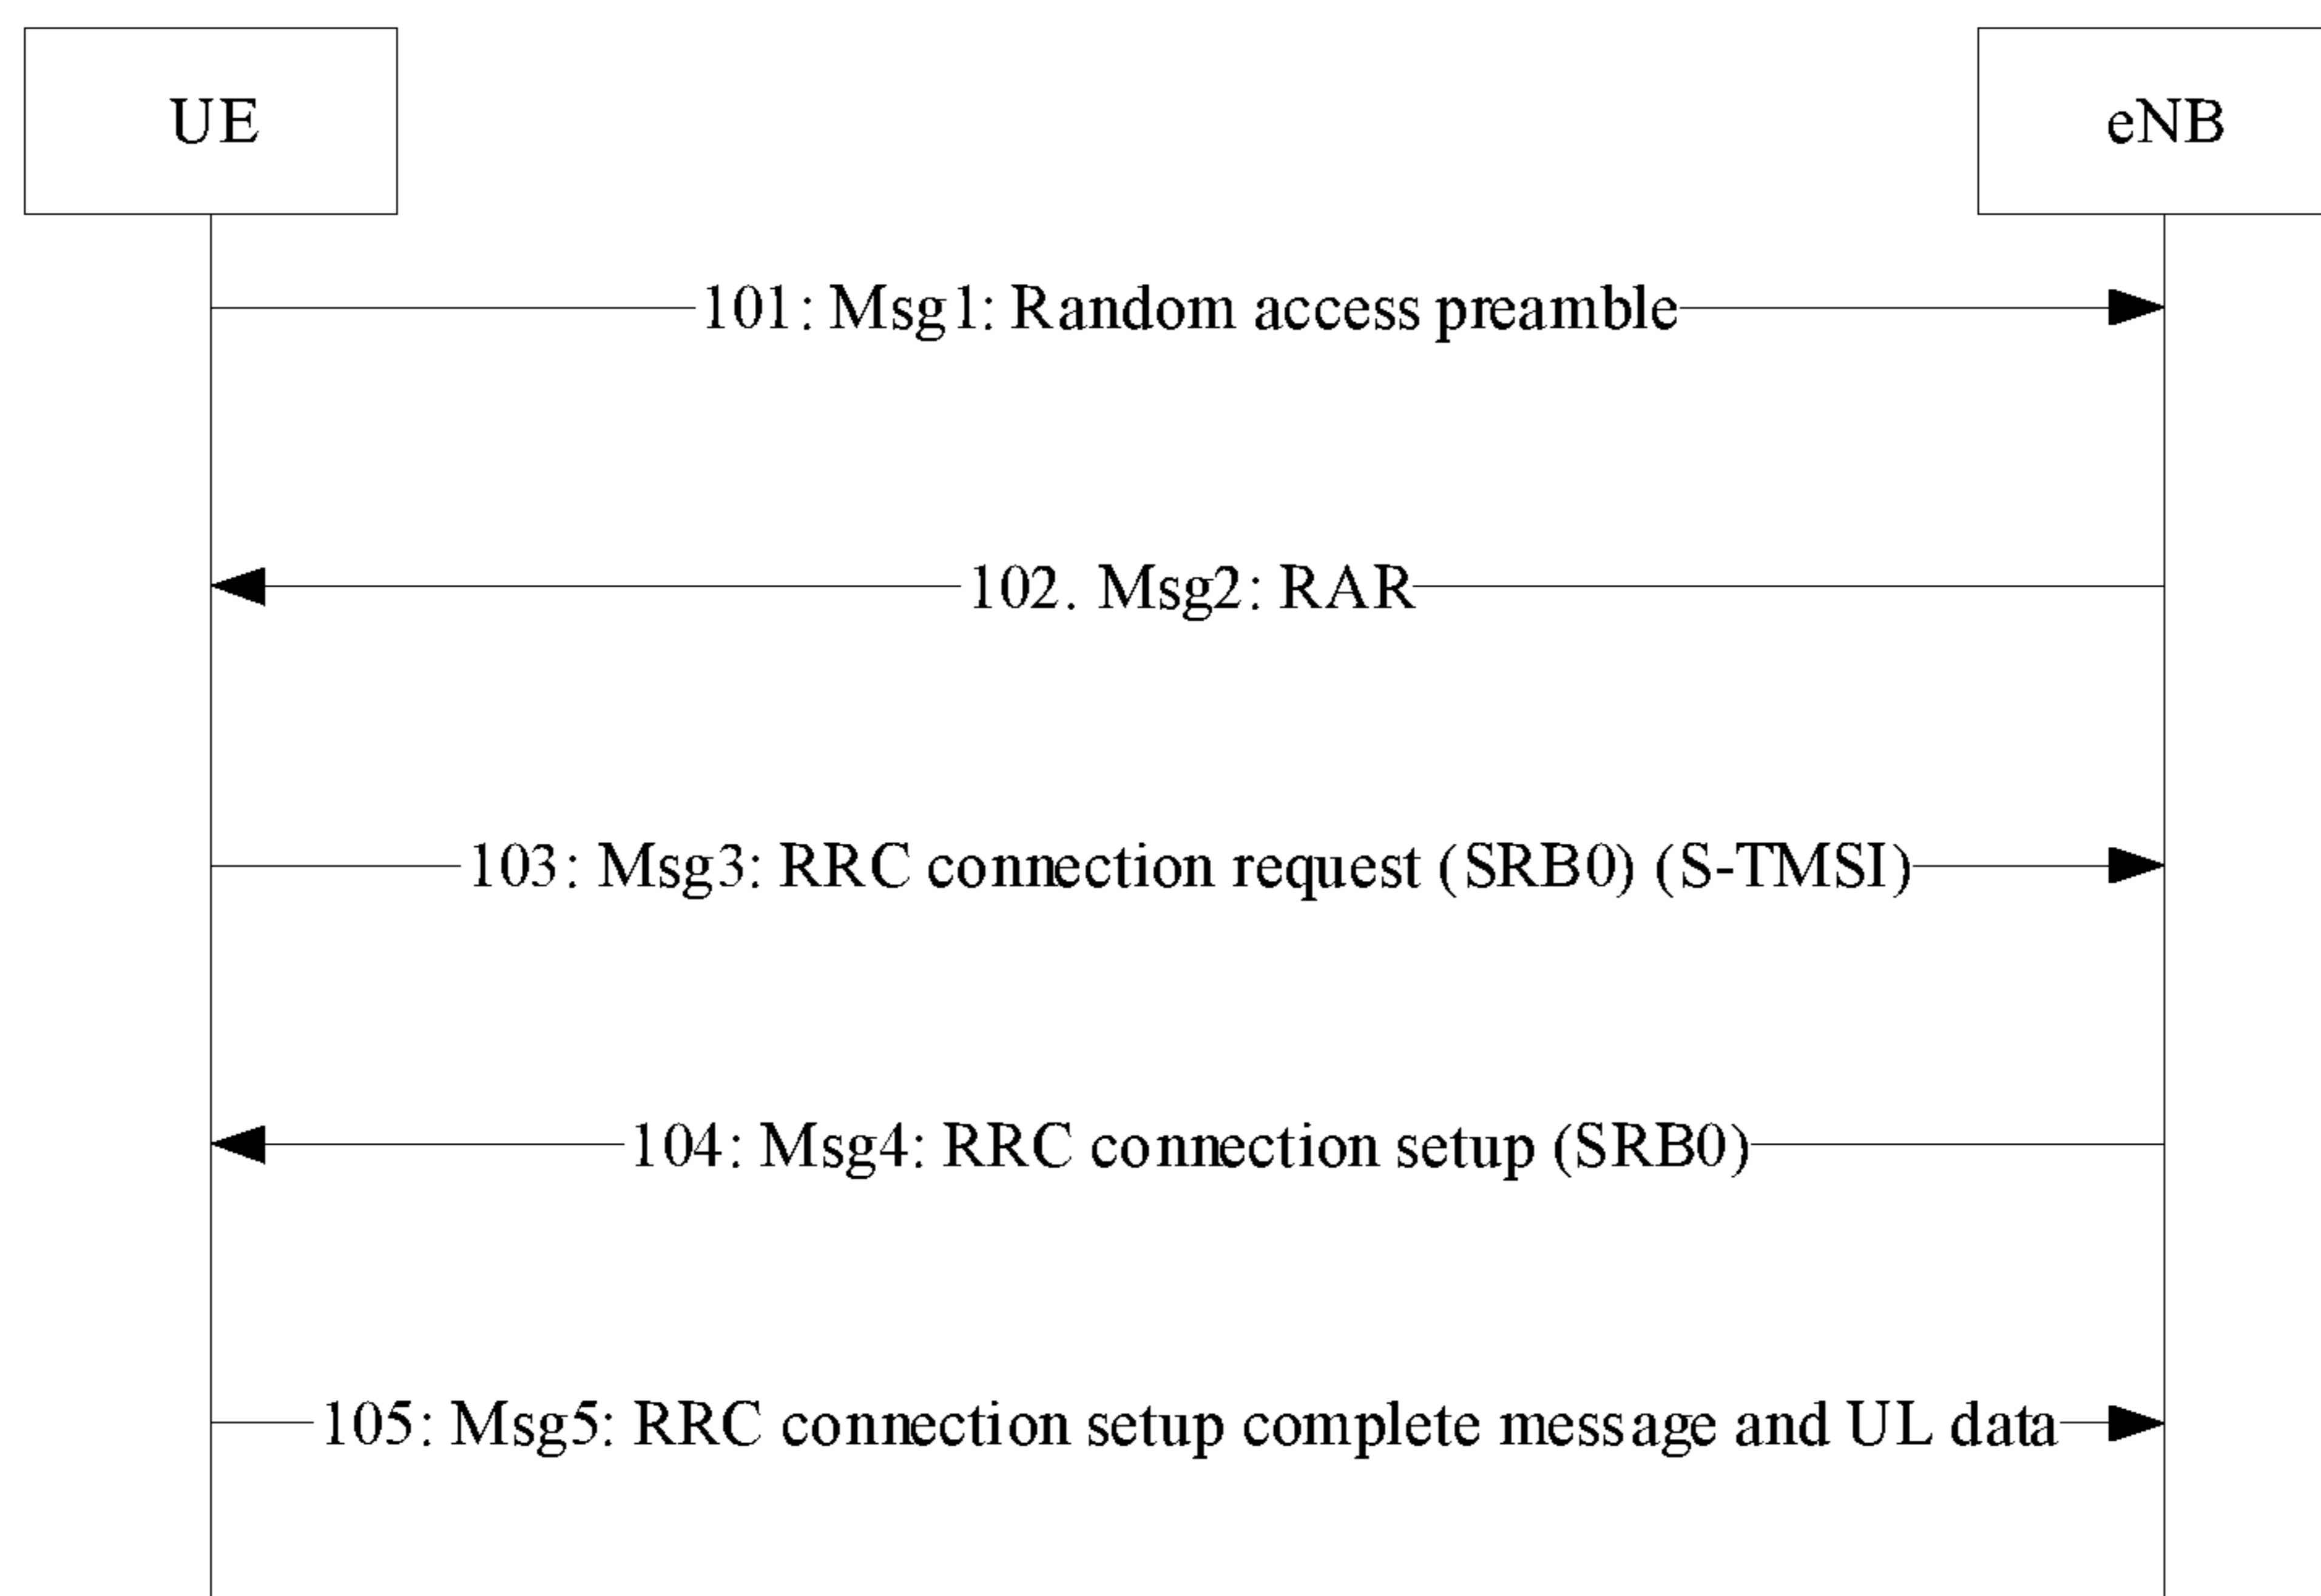 UE
eNB
101: Msg1: Random access preamble
102. Msg2: RAR
103: Msg3: RRC connection request (SRB0) (S-TMSI)
104: Msg4: RRC connection setup (SRB0)
105: Msg5: RRC connection setup complete message and UL data